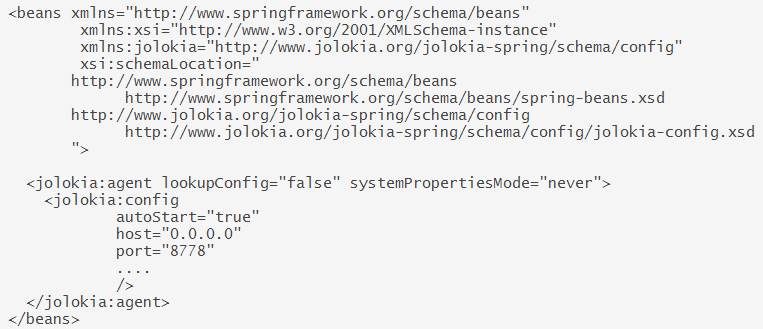 <beans xmlns="http://www.springframework.org/schema/beans"
        xmlns:xsi="http://www.w3.org/2001/XMLSchema-instance"
        xmlns:jolokia="http://www.jolokia.org/jolokia-spring/schema/config"
        xsi:schemaLocation="
       http://www.springframework.org/schema/beans
             http://www.springframework.org/schema/beans/spring-beans.xsd
       http://www.jolokia.org/jolokia-spring/schema/config
             http://www.jolokia.org/jolokia-spring/schema/config/jolokia-config.xsd
       ">
  <jolokia:agent lookupConfig="false" systemPropertiesMode="never">
    <jolokia:config
            autoStart="true"
            host="0.0.0.0"
            port="8778"
            ....
            />
  </jolokia:agent>
</beans>